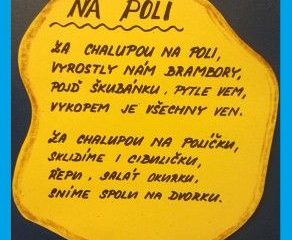 NA POLI
ZA CHALUPOU NA POLI,
VYROSTLY NÁM BRAMBORY,
POJĎ ŠKUBÁNKU, PYTLE VEM,
VYKOPEM JE VŠECHNY VEN.
ZA CHALUPOU NA POLÍČKU,
SKLIDÍME I CIBULIČKU,
ŘEPU, SALÁT OKURKU,
SNÍME SPOLU NA DVORKU.